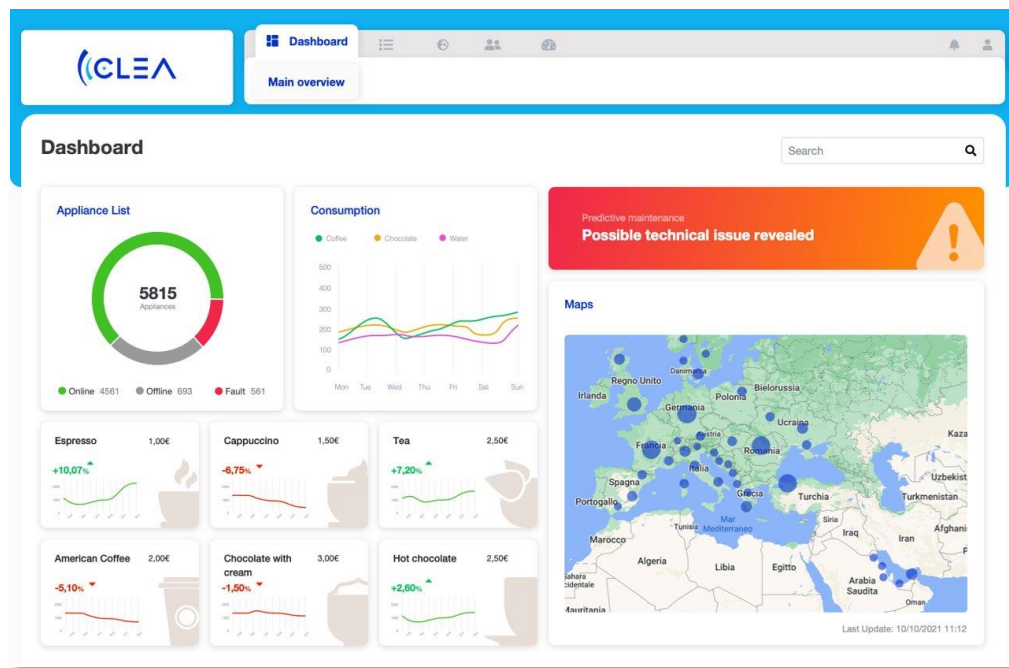 CLEA
Dashboard
Main overview
Dashboard
Search
Appliance List
5815
Appliances
Online 4561
Offline 693
Fault 561
Consumption
Coffee
Chocolate
Water
500
400
300
200
100
0
Mon Tue Wed Thu Fri Sat Sun
Predictive maintenance
Possible technical issue revealed
Espresso 1,00€
+10,07%
Cappuccino 1,50€
-6,75%
Tea 2,50€
+7,20%
American Coffee 2,00€
-5,10%
Chocolate with
cream
3,00€
-1,50%
Hot chocolate 2,50€
+2,60%
Maps
Regno Unito
Danimarca
Irlanda
Polonia
Bielorussia
Germania
Ucraina
Kaza
Francia
Austria
Romania
Italia
Spagna
Uzbekist
Portogallo
Grecia
Turchia
Turkmenistan
Mar
Mediterraneo
Tunisia
Siria
Afghani
Marocco
Iraq
Iran
Algeria
Libia
Egitto
Sahara
cidentale
Arabia
Saudita
Oman
Mauritania
Last Update: 10/10/2021 11:12